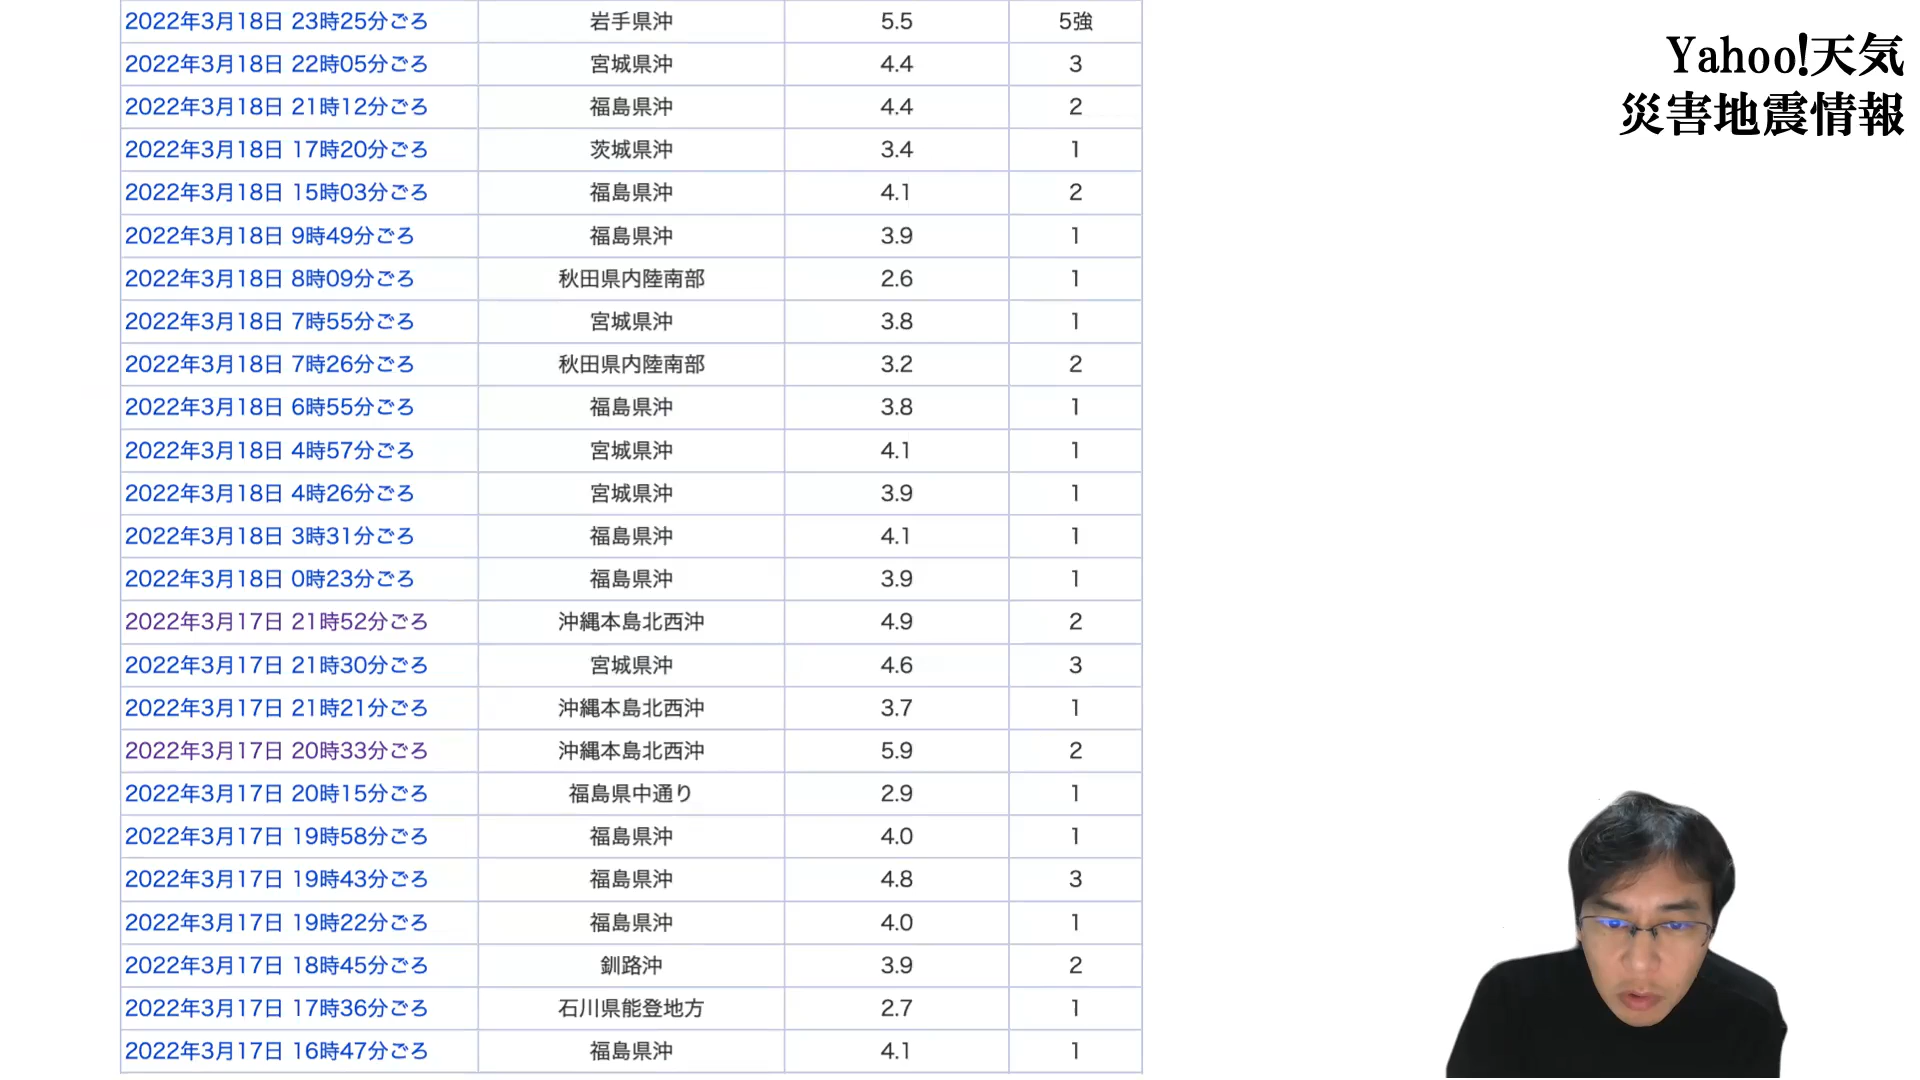 2022年3月18日 23時25分ごろ 岩手県沖 5.5 5強
2022年3月18日 22時05分ごろ 宮城県沖 4.4 3
2022年3月18日 21時12分ごろ 福島県沖 4.4 2
2022年3月18日 17時20分ごろ 茨城県沖 3.4 1
2022年3月18日 15時03分ごろ 福島県沖 4.1 2
2022年3月18日 9時49分ごろ 福島県沖 3.9 1
2022年3月18日 8時09分ごろ 秋田県内陸南部 2.6 1
2022年3月18日 7時55分ごろ 宮城県沖 3.8 1
2022年3月18日 7時26分ごろ 秋田県内陸南部 3.2 2
2022年3月18日 6時55分ごろ 福島県沖 3.8 1
2022年3月18日 4時57分ごろ 宮城県沖 4.1 1
2022年3月18日 4時26分ごろ 宮城県沖 3.9 1
2022年3月18日 3時31分ごろ 福島県沖 4.1 1
2022年3月18日 0時23分ごろ 福島県沖 3.9 1
2022年3月17日 21時52分ごろ 沖縄本島北西沖 4.9 2
2022年3月17日 21時30分ごろ 宮城県沖 4.6 3
2022年3月17日 21時21分ごろ 沖縄本島北西沖 3.7 1
2022年3月17日 20時33分ごろ 沖縄本島北西沖 5.9 2
2022年3月17日 20時15分ごろ 福島県中通り 2.9 1
2022年3月17日 19時58分ごろ 福島県沖 4.0 1
2022年3月17日 19時43分ごろ 福島県沖 4.8 3
2022年3月17日 19時22分ごろ 福島県沖 4.0 1
2022年3月17日 18時45分ごろ 釧路沖 3.9 2
2022年3月17日 17時36分ごろ 石川県能登地方 2.7 1
2022年3月17日 16時47分ごろ 福島県沖 4.1 1
Yahoo!天気
災害地震情報